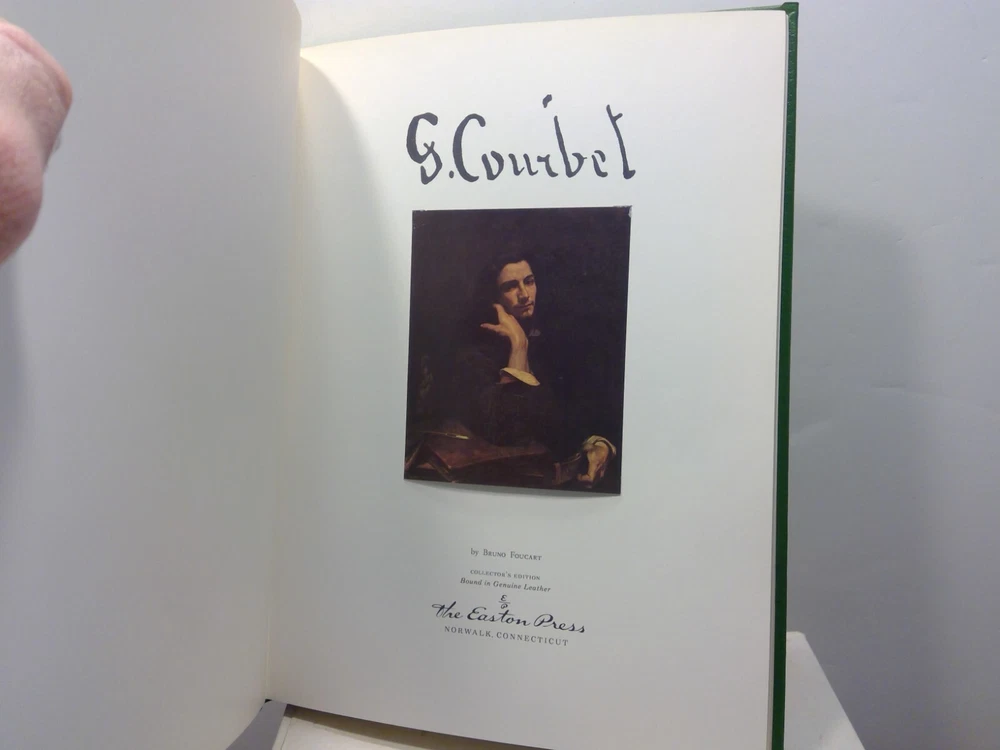 G. Courbet
by BRUNO FOUCART
COLLECTOR'S EDITION
Bound in Genuine Leather
E
P
The Easton Press
NORWALK, CONNECTICUT